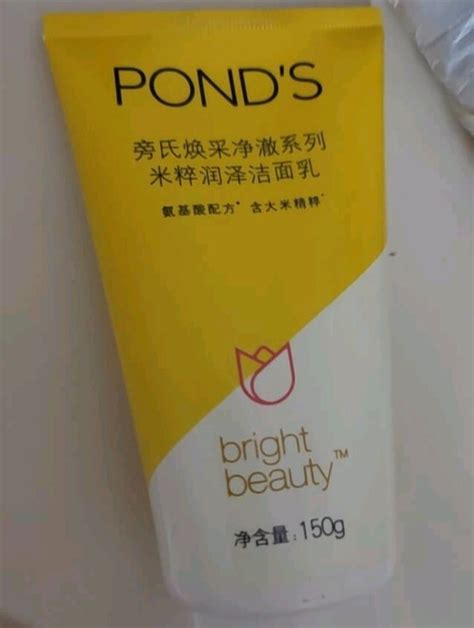 POND'S
旁氏焕采净澈系列
米粹润泽洁面乳
氨基酸配方* 含大米精粹*
bright
beauty™
净含量:150g